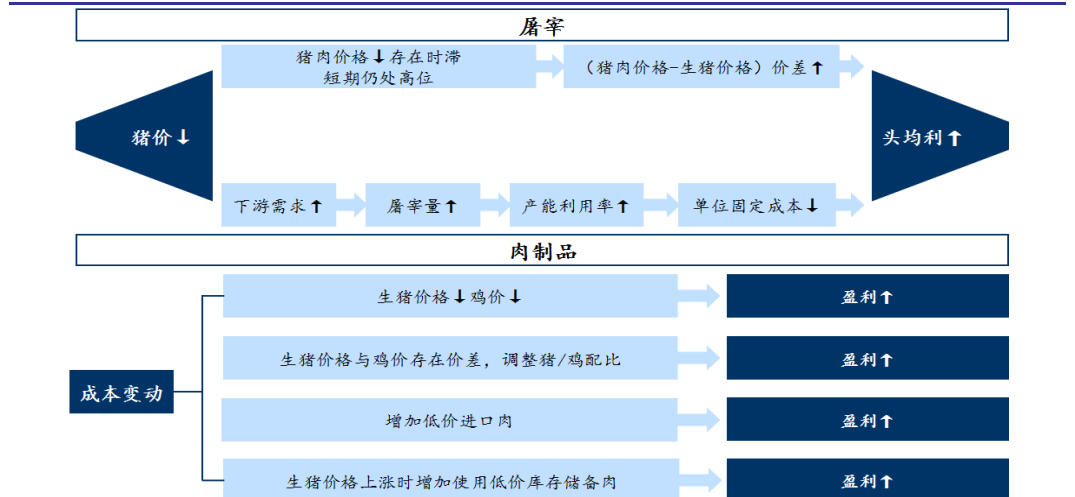 屠宰
猪肉价格↓存在时滞
短期仍处高位
（猪肉价格-生猪价格）价差↑
猪价↓
头均利↑
下游需求↑
屠宰量↑
产能利用率↑
单位固定成本↓
肉制品
生猪价格↓鸡价↓
盈利↑
生猪价格与鸡价存在价差，调整猪/鸡配比
盈利↑
成本变动
增加低价进口肉
盈利↑
生猪价格上涨时增加使用低价库存储备肉
盈利↑